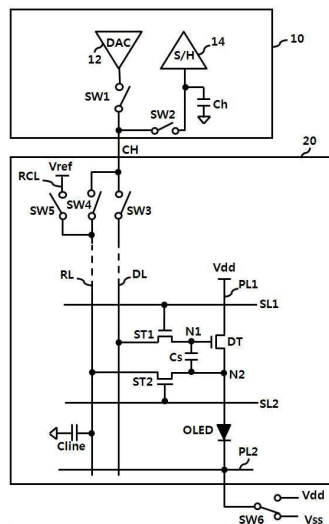 DAC
12
S/H
14
10
SW1
SW2
Ch
CH
20
Vref
RCL
SW5
SW4
SW3
RL
DL
Vdd
PL1
SL1
ST1
N1
DT
Cs
ST2
N2
SL2
OLED
Cline
PL2
Vdd
SW6
Vss